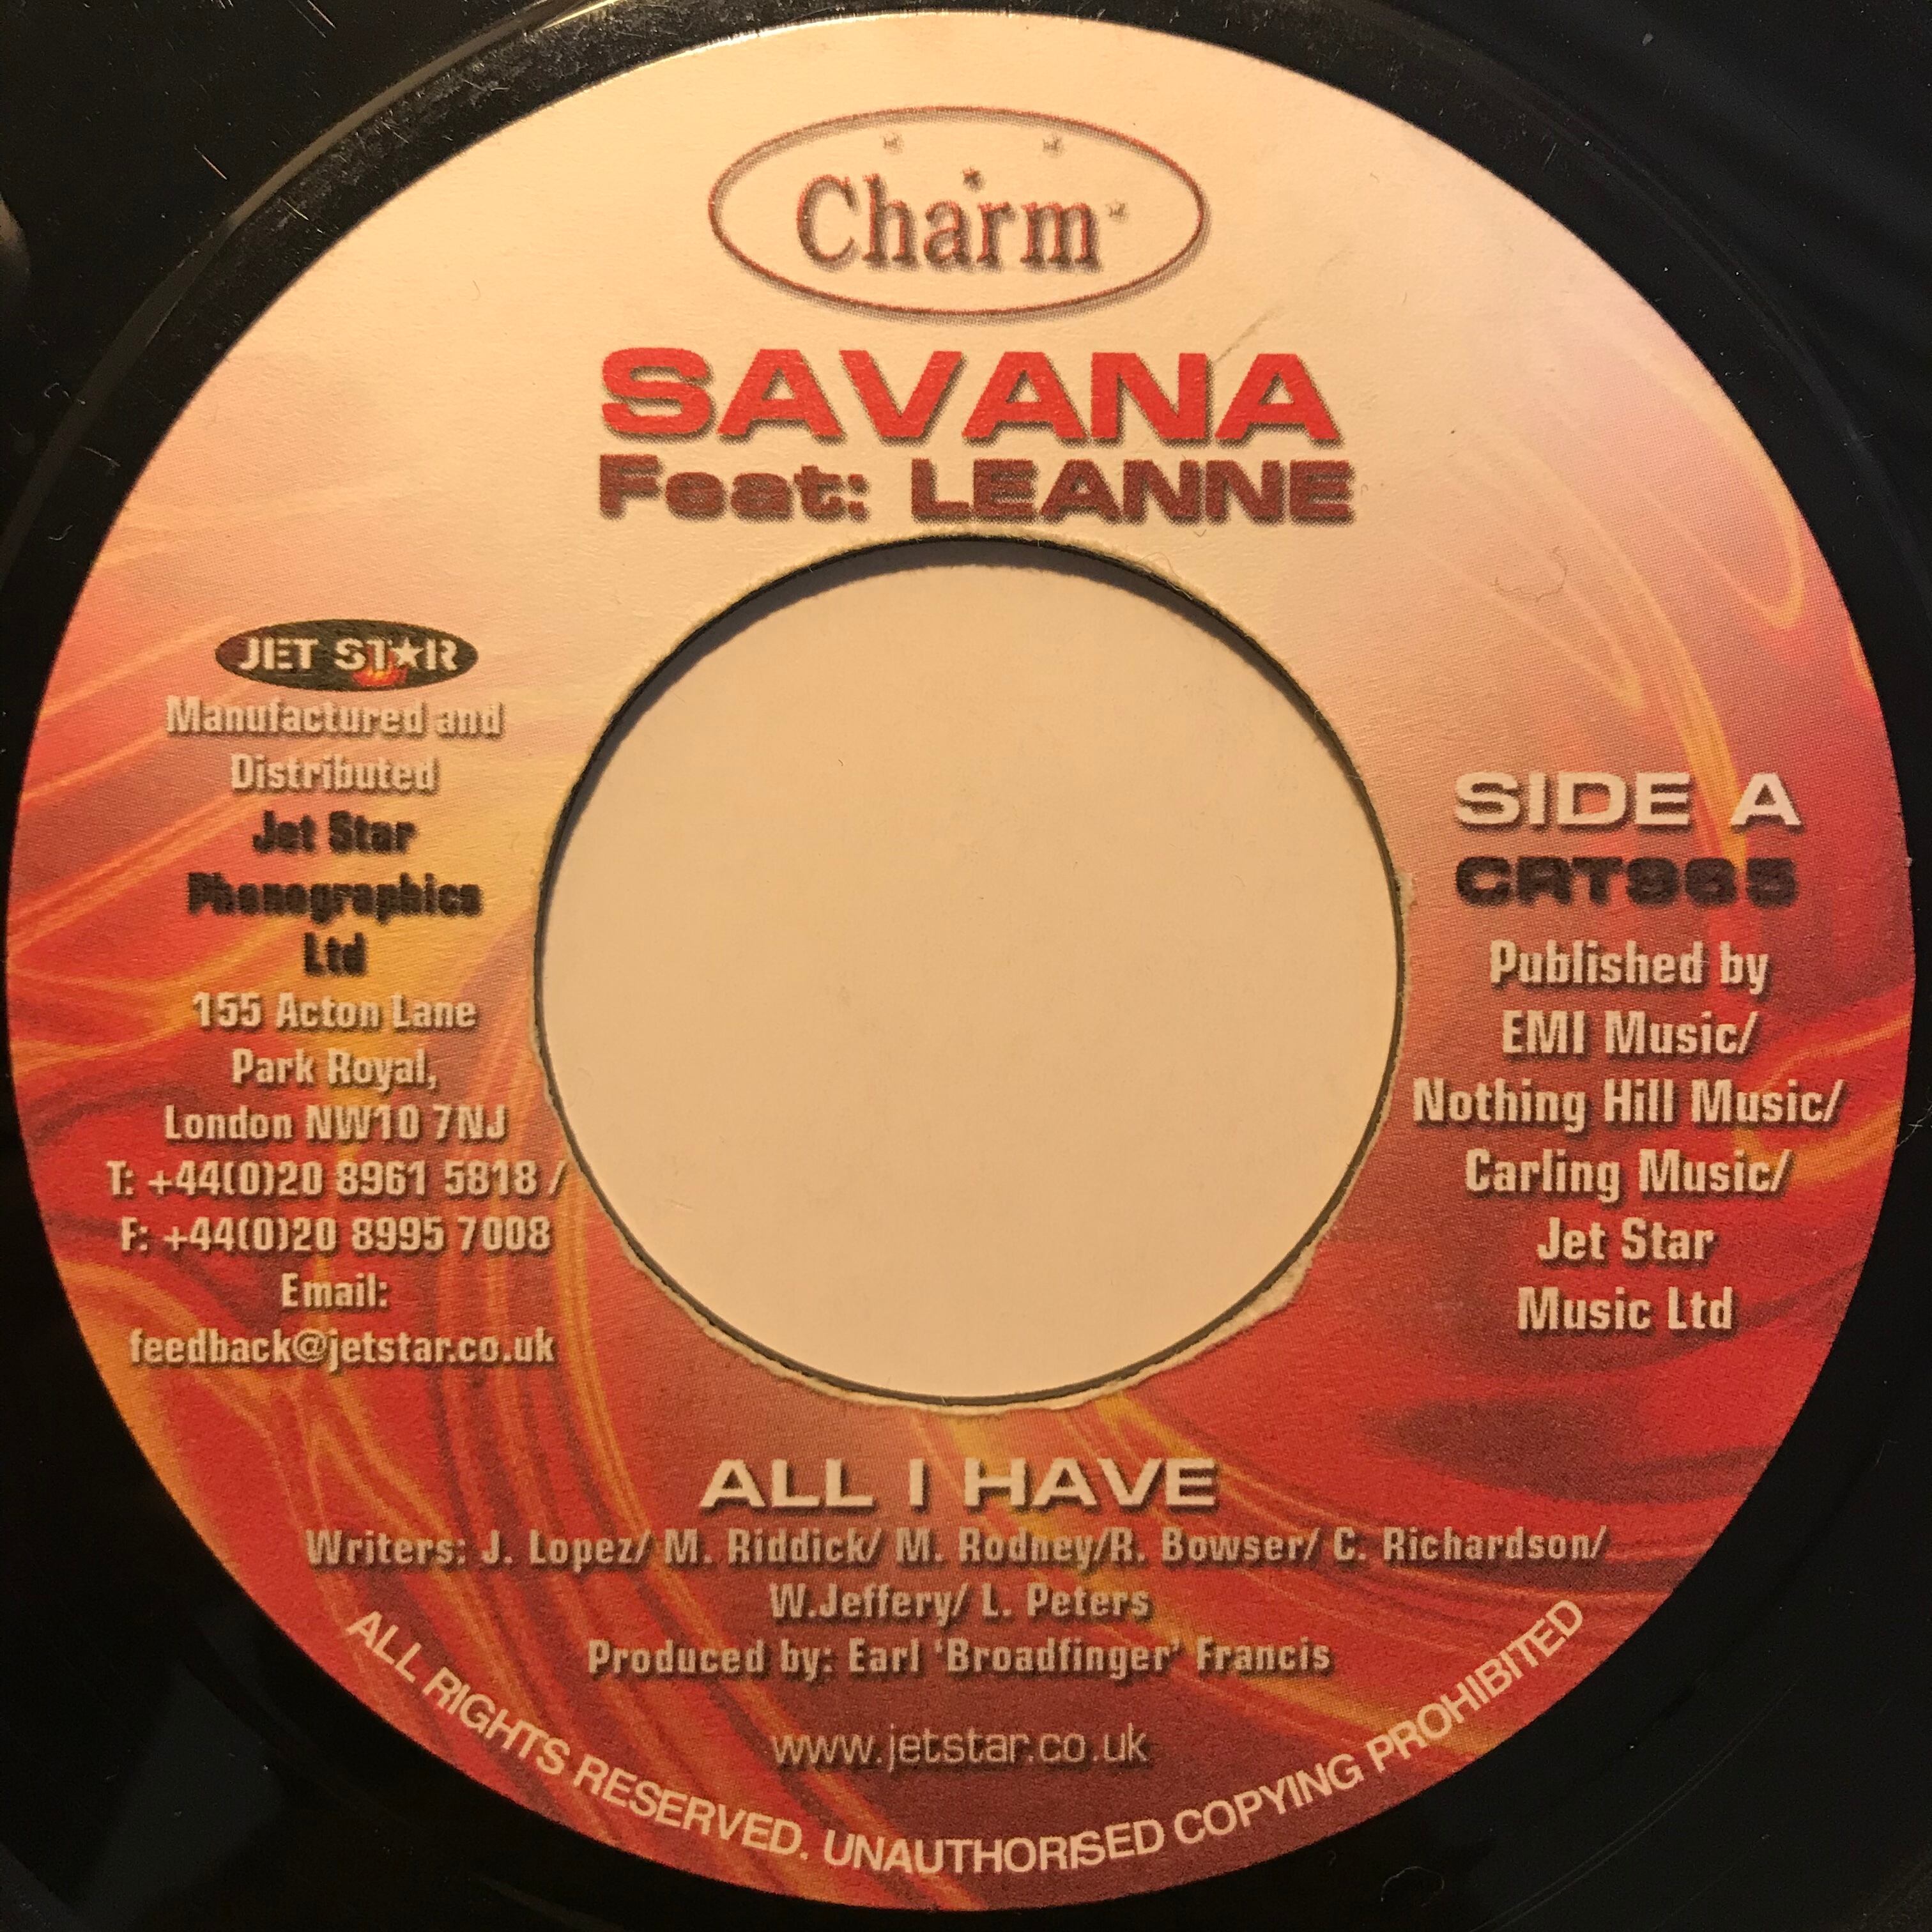 Charm
SAVANA
Feat: LEANNE
JET STAR
Manufactured and
Distributed
Jet Star
Phonographics
Ltd
155 Acton Lane
Park Royal,
London NW10 7NJ
T: +44(0)20 8961 5818 /
F: +44(0)20 8995 7008
Email:
feedback@jetstar.co.uk
SIDE A
CRT965
Published by
EMI Music/
Nothing Hill Music/
Carling Music/
Jet Star
Music Ltd
ALL I HAVE
Writers: J. Lopez/ M. Riddick/ M. Rodney/R. Bowser/ C. Richardson/
W.Jeffery/ L. Peters
Produced by: Earl 'Broadfinger' Francis
www.jetstar.co.uk
ALL RIGHTS RESERVED. UNAUTHORISED COPYING PROHIBITED